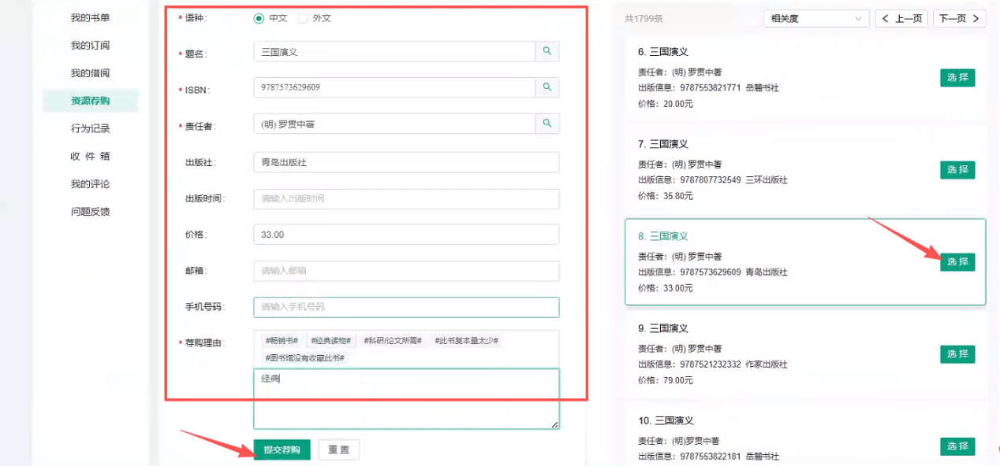 我的书单
我的订阅
我的借阅
资源荐购
行为记录
收 件 箱
我的评论
问题反馈
* 语种: 中文 外文
* 题名: 三国演义
* ISBN: 9787573629609
* 责任者: (明) 罗贯中著
出版社: 青岛出版社
出版时间: 请输入出版时间
价格: 33.00
邮箱: 请输入邮箱
手机号码: 请输入手机号码
* 荐购理由: #畅销书# #经典读物# #科研/论文所需# #此书复本量太少#
#图书馆没有收藏此书#
经典
提交荐购 重 置
共1799条 相关度 < 上一页 下一页 >
6. 三国演义
责任者: (明) 罗贯中著
选 择
出版信息: 9787553821771 岳麓书社
价格: 20.00元
7. 三国演义
责任者: (明) 罗贯中著
选 择
出版信息: 9787807732549 三环出版社
价格: 35.80元
8. 三国演义
责任者: (明) 罗贯中著
选 择
出版信息: 9787573629609 青岛出版社
价格: 33.00元
9. 三国演义
责任者: (明) 罗贯中著
选 择
出版信息: 9787521232332 作家出版社
价格: 79.00元
10. 三国演义
责任者: (明)罗贯中著
选 择
出版信息: 9787553822181 岳麓书社